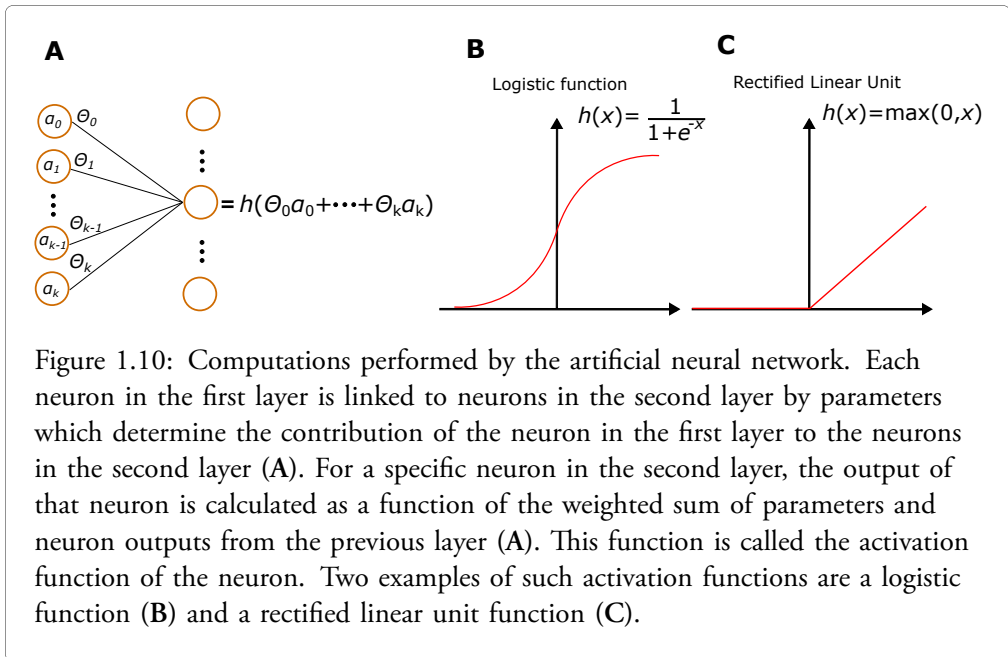 A
a₀ Θ₀
a₁ Θ₁
aₖ₋₁ Θₖ₋₁
aₖ Θₖ
= h(Θ₀a₀+⋯+Θₖaₖ)
B
Logistic function
h(x)= 1/(1+e⁻ˣ)
C
Rectified Linear Unit
h(x)=max(0,x)
Figure 1.10: Computations performed by the artificial neural network. Each
neuron in the first layer is linked to neurons in the second layer by parameters
which determine the contribution of the neuron in the first layer to the neurons
in the second layer (A). For a specific neuron in the second layer, the output of
that neuron is calculated as a function of the weighted sum of parameters and
neuron outputs from the previous layer (A). This function is called the activation
function of the neuron. Two examples of such activation functions are a logistic
function (B) and a rectified linear unit function (C).